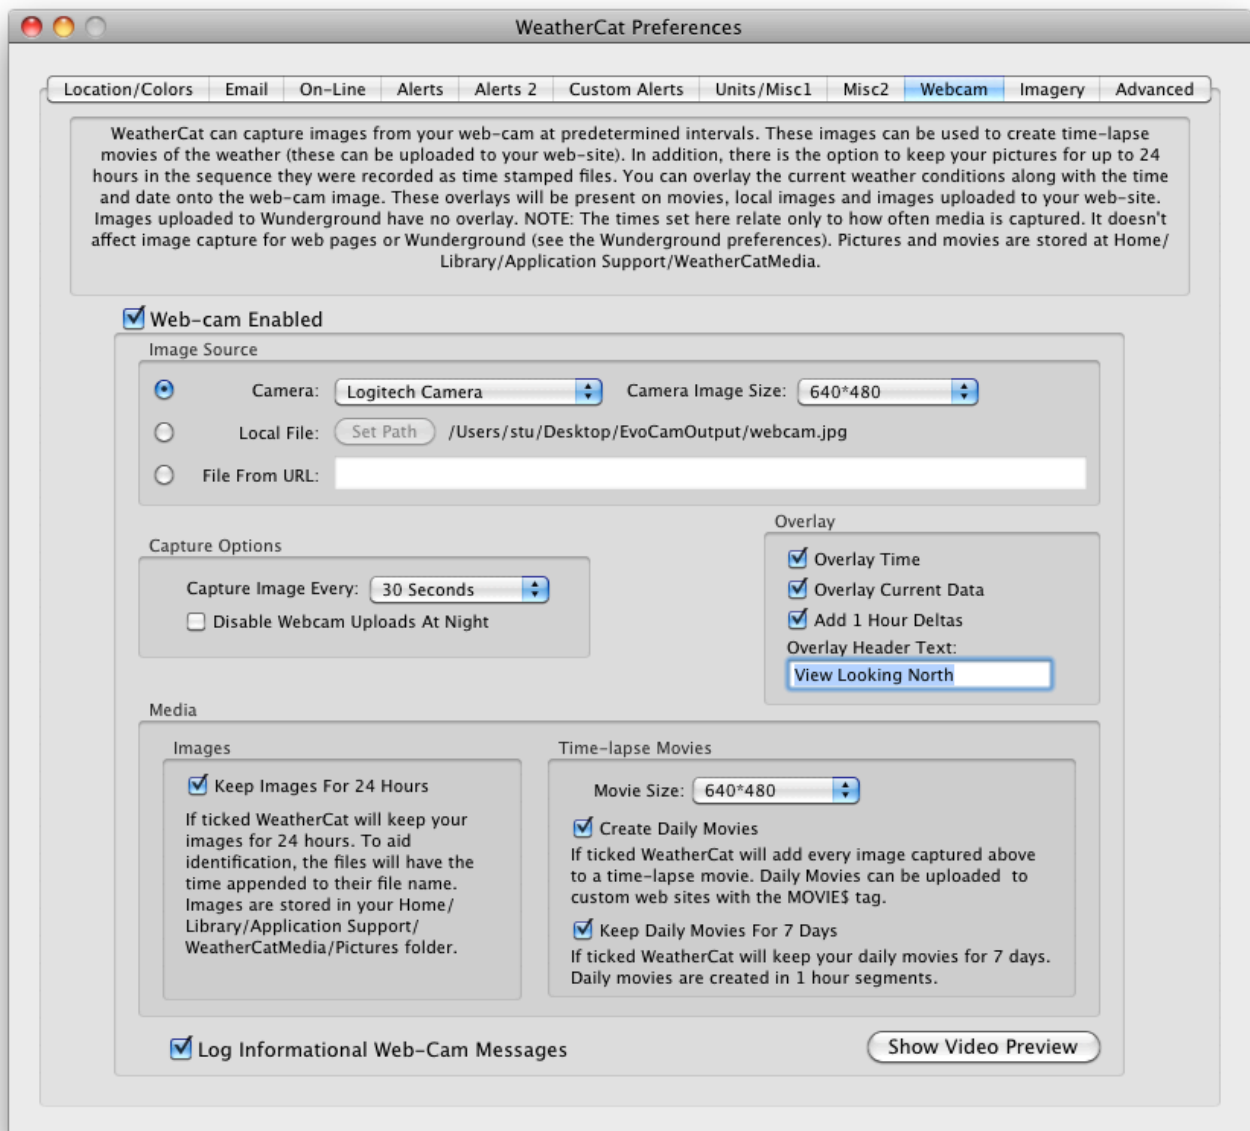 WeatherCat Preferences
Location/Colors Email On-Line Alerts Alerts 2 Custom Alerts Units/Misc1 Misc2 Webcam Imagery Advanced
WeatherCat can capture images from your web-cam at predetermined intervals. These images can be used to create time-lapse
movies of the weather (these can be uploaded to your web-site). In addition, there is the option to keep your pictures for up to 24
hours in the sequence they were recorded as time stamped files. You can overlay the current weather conditions along with the time
and date onto the web-cam image. These overlays will be present on movies, local images and images uploaded to your web-site.
Images uploaded to Wunderground have no overlay. NOTE: The times set here relate only to how often media is captured. It doesn't
affect image capture for web pages or Wunderground (see the Wunderground preferences). Pictures and movies are stored at Home/
Library/Application Support/WeatherCatMedia.
Web-cam Enabled
Image Source
Camera: Logitech Camera Camera Image Size: 640*480
Local File: Set Path /Users/stu/Desktop/EvoCamOutput/webcam.jpg
File From URL:
Capture Options
Capture Image Every: 30 Seconds
Disable Webcam Uploads At Night
Overlay
Overlay Time
Overlay Current Data
Add 1 Hour Deltas
Overlay Header Text:
View Looking North
Media
Images
Keep Images For 24 Hours
If ticked WeatherCat will keep your
images for 24 hours. To aid
identification, the files will have the
time appended to their file name.
Images are stored in your Home/
Library/Application Support/
WeatherCatMedia/Pictures folder.
Time-lapse Movies
Movie Size: 640*480
Create Daily Movies
If ticked WeatherCat will add every image captured above
to a time-lapse movie. Daily Movies can be uploaded to
custom web sites with the MOVIE$ tag.
Keep Daily Movies For 7 Days
If ticked WeatherCat will keep your daily movies for 7 days.
Daily movies are created in 1 hour segments.
Log Informational Web-Cam Messages
Show Video Preview